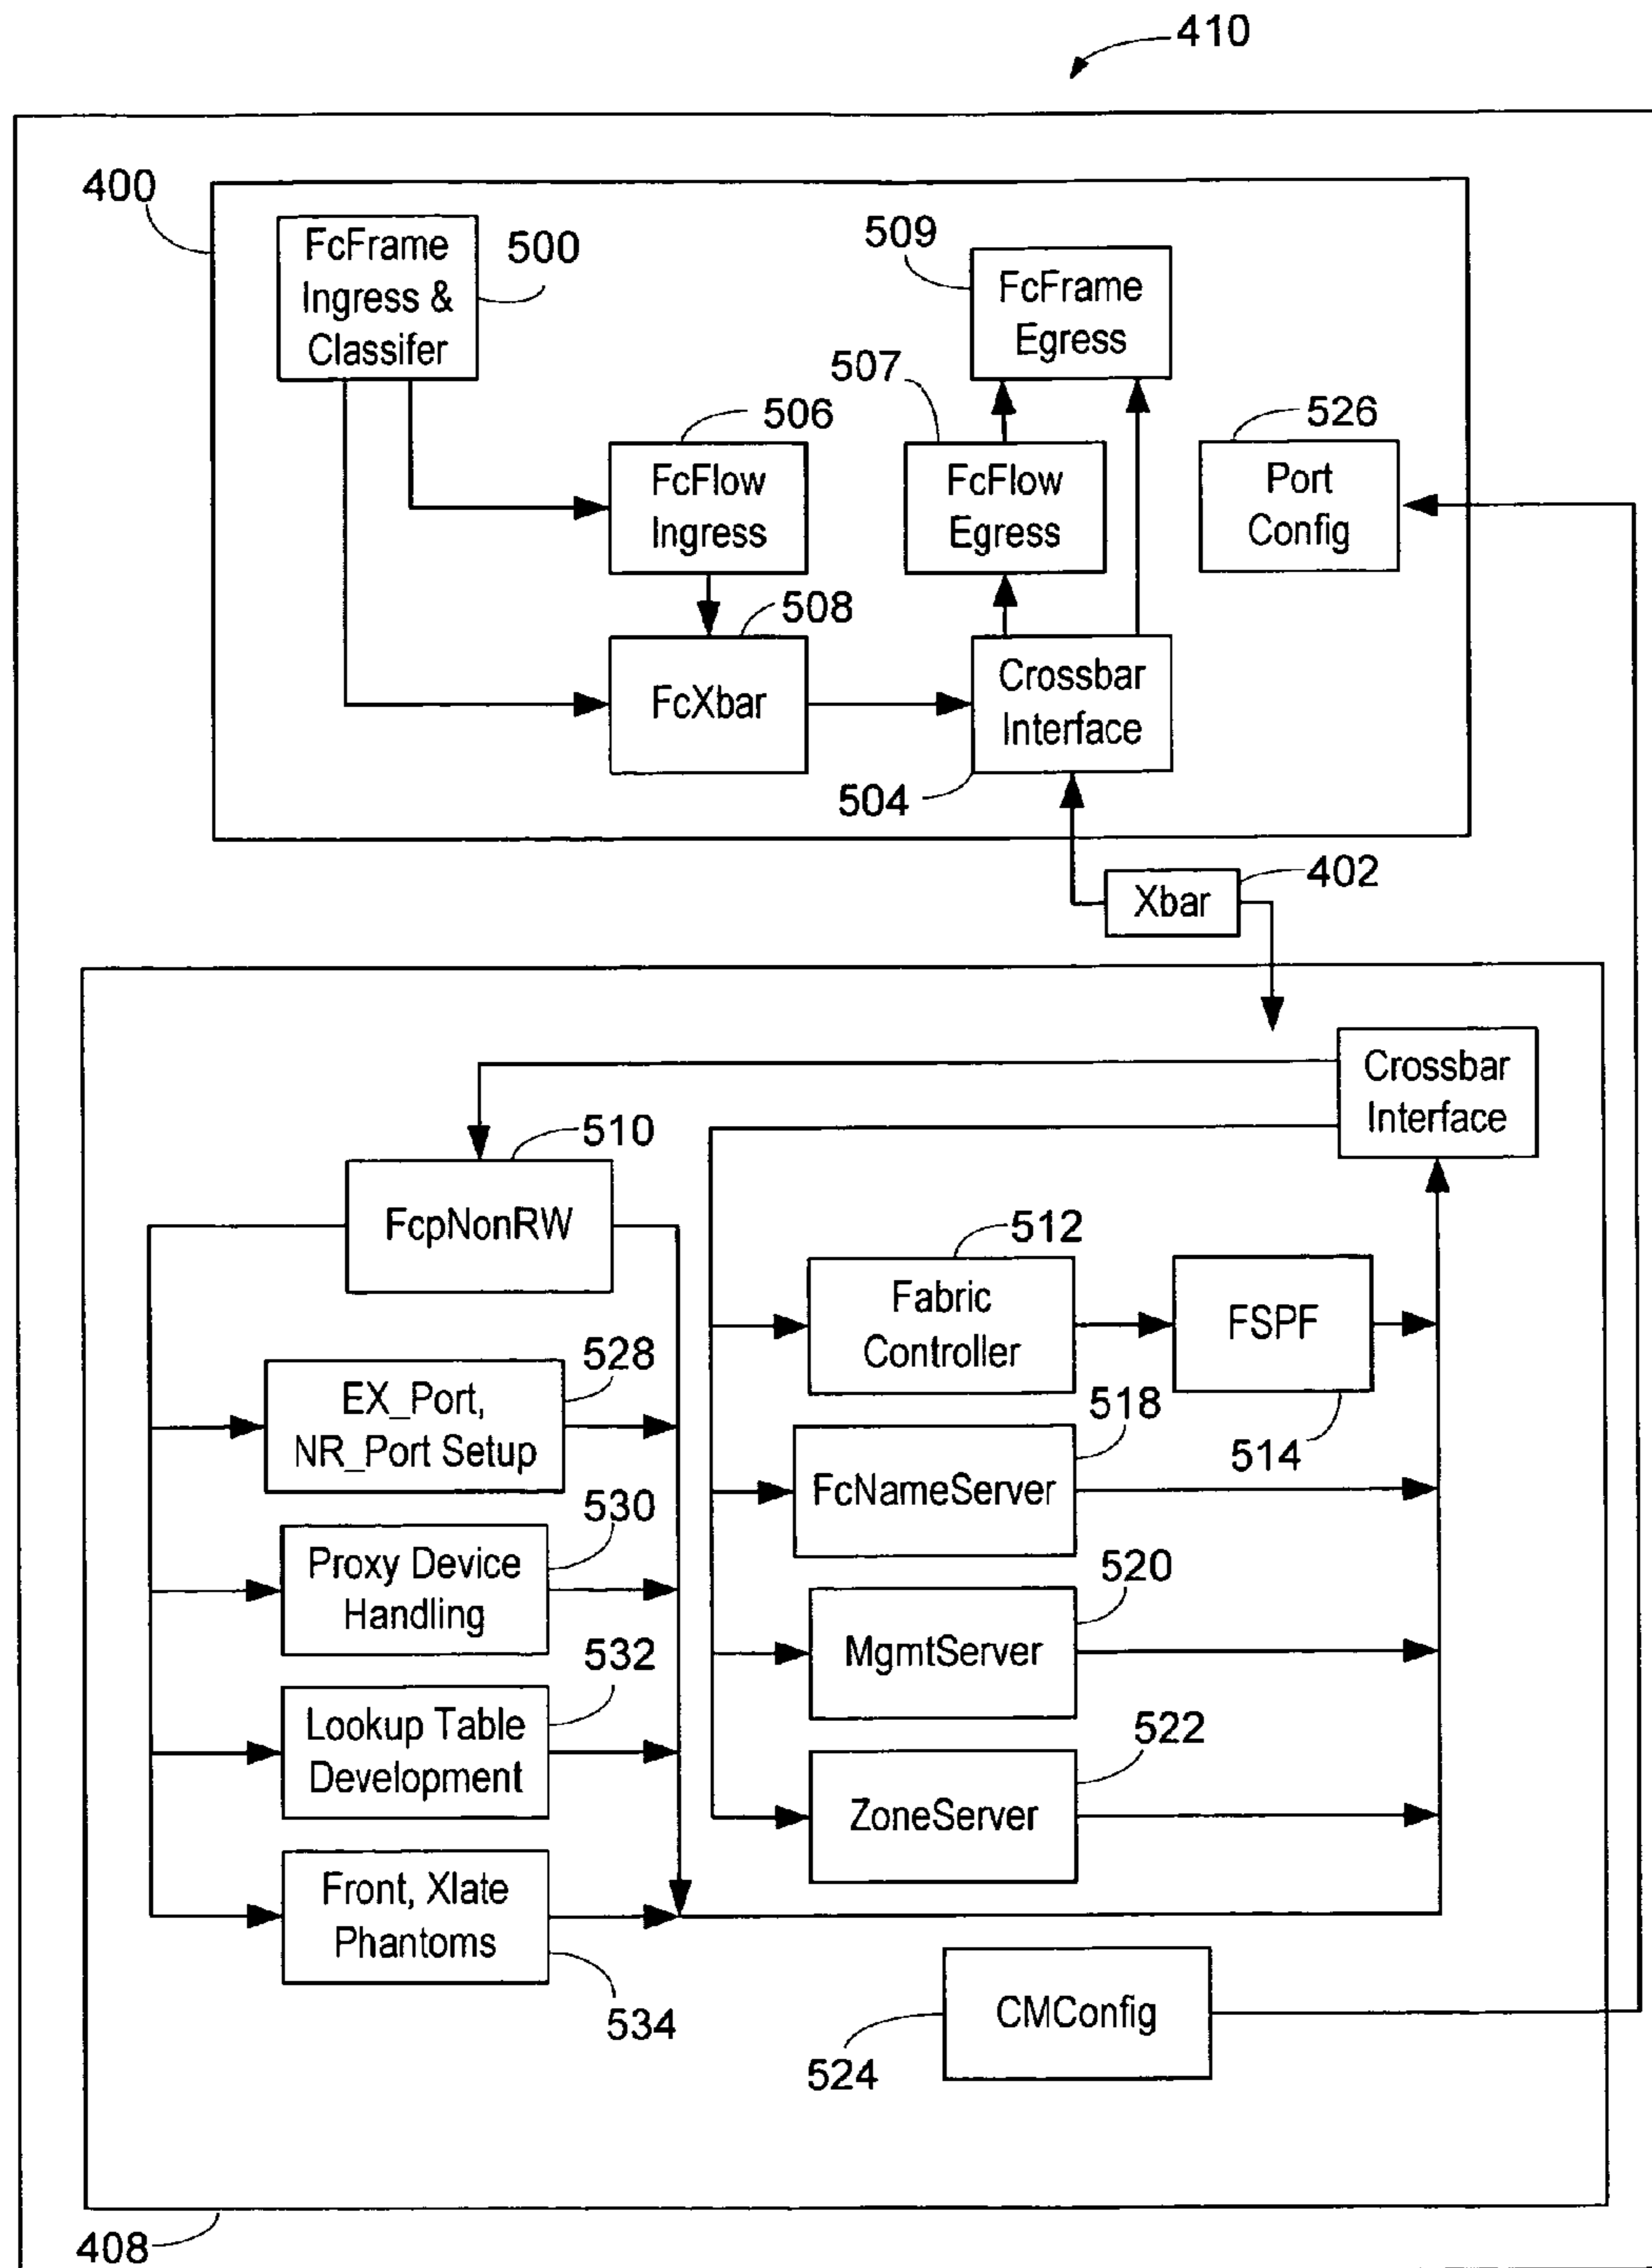 410
400
FcFrame
Ingress &
Classifer
500
509
FcFrame
Egress
507
506
526
FcFlow
Ingress
FcFlow
Egress
Port
Config
508
FcXbar
Crossbar
Interface
504
Xbar
402
Crossbar
Interface
510
FcpNonRW
512
Fabric
Controller
FSPF
514
528
EX_Port,
NR_Port Setup
518
FcNameServer
530
Proxy Device
Handling
520
MgmtServer
532
Lookup Table
Development
522
ZoneServer
Front, Xlate
Phantoms
534
CMConfig
524
408